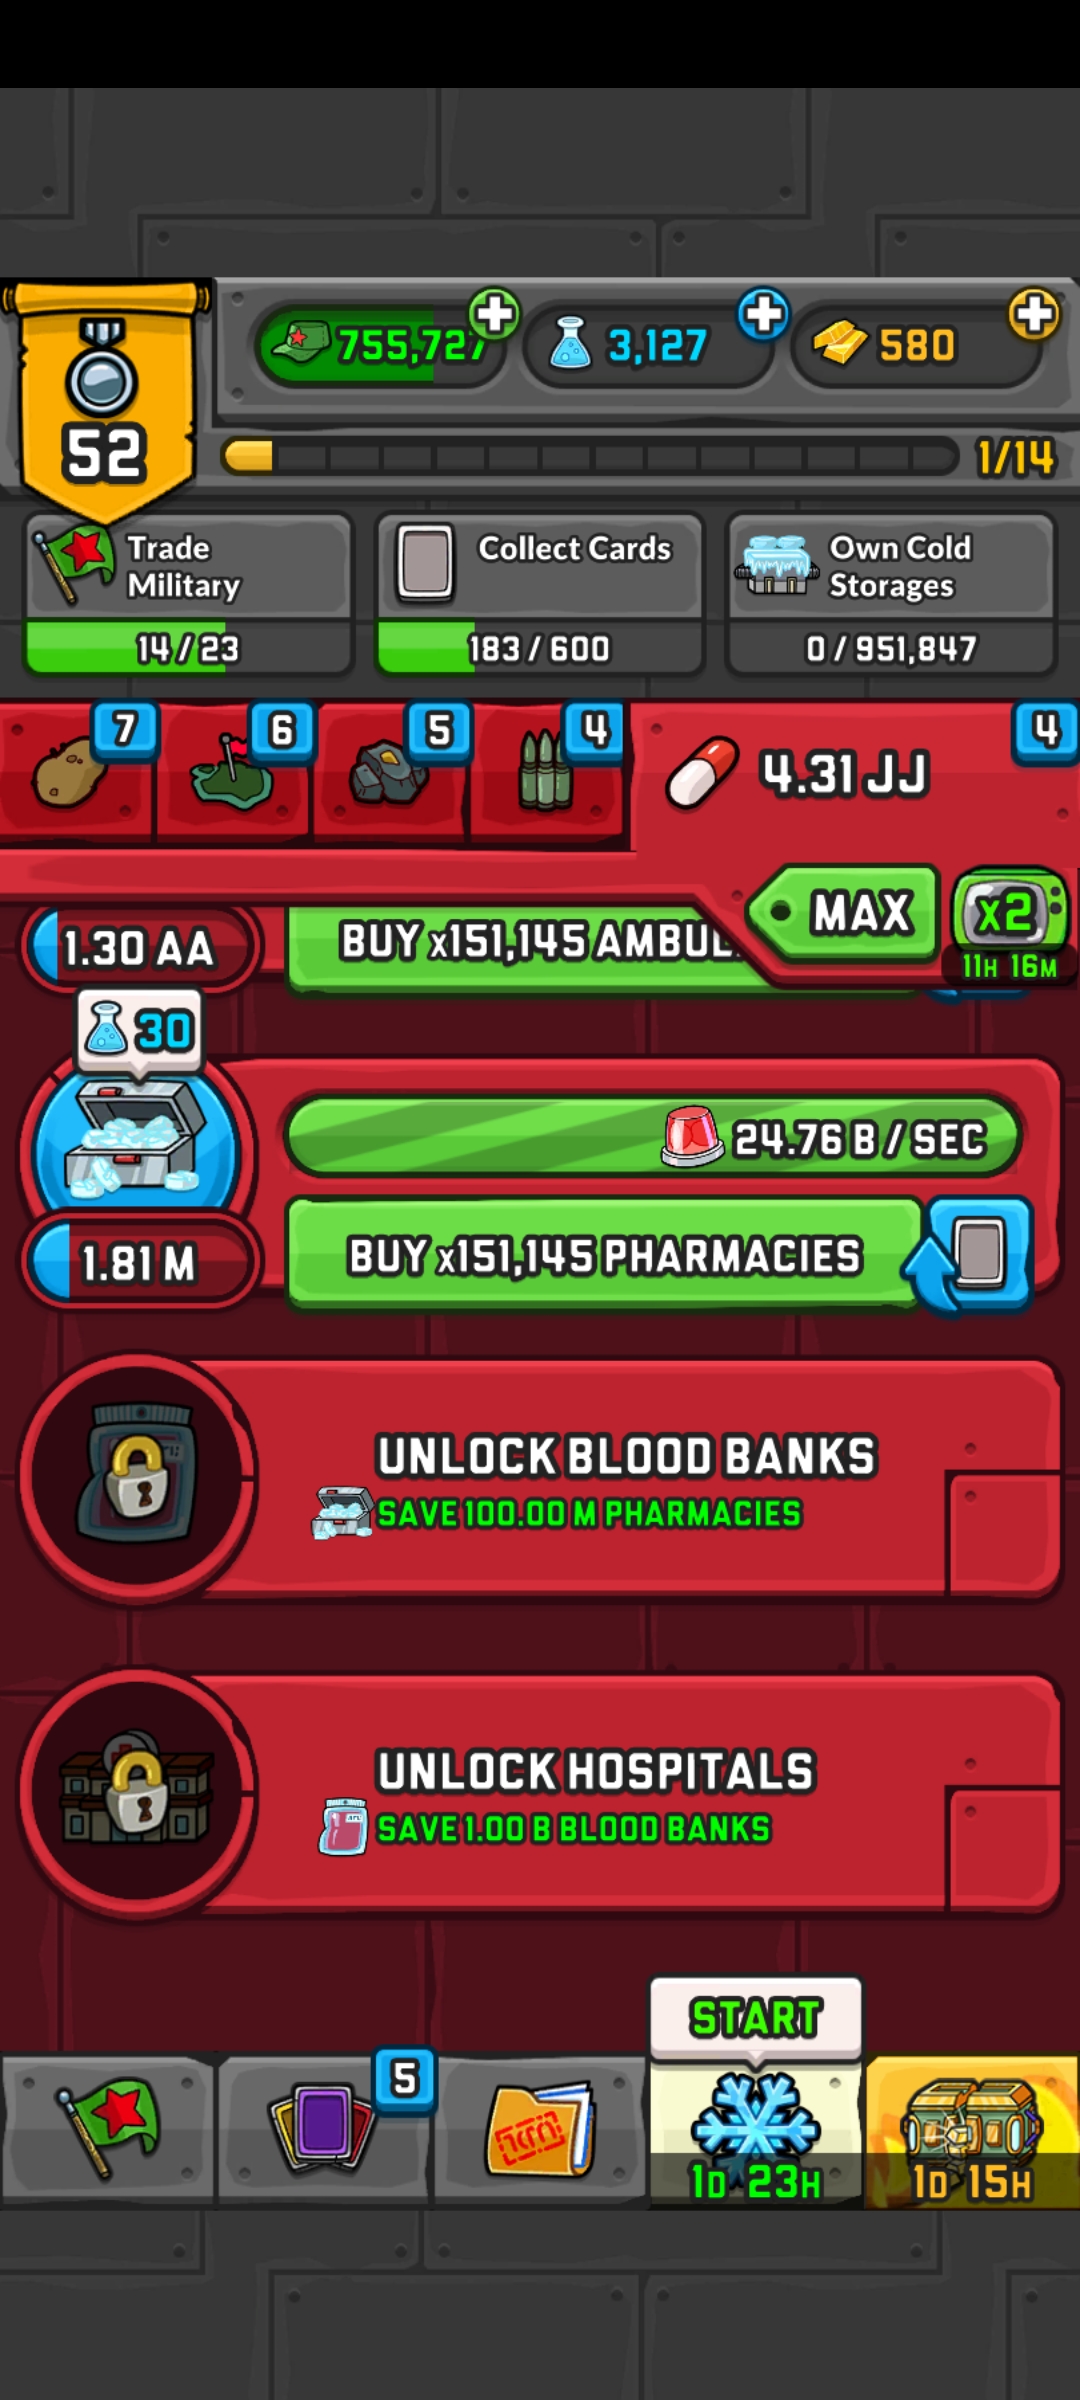 755,727
3,127
580
52
1/14
Trade
Military
14 / 23
Collect Cards
183 / 600
Own Cold
Storages
0 / 951,847
7
6
5
4
4.31 JJ
4
MAX
x2
11H 16M
1.30 AA
BUY x151,145 AMBUL
30
24.76 B / SEC
1.81 M
BUY x151,145 PHARMACIES
UNLOCK BLOOD BANKS
SAVE 100.00 M PHARMACIES
UNLOCK HOSPITALS
SAVE 1.00 B BLOOD BANKS
START
5
1D 23H
1D 15H